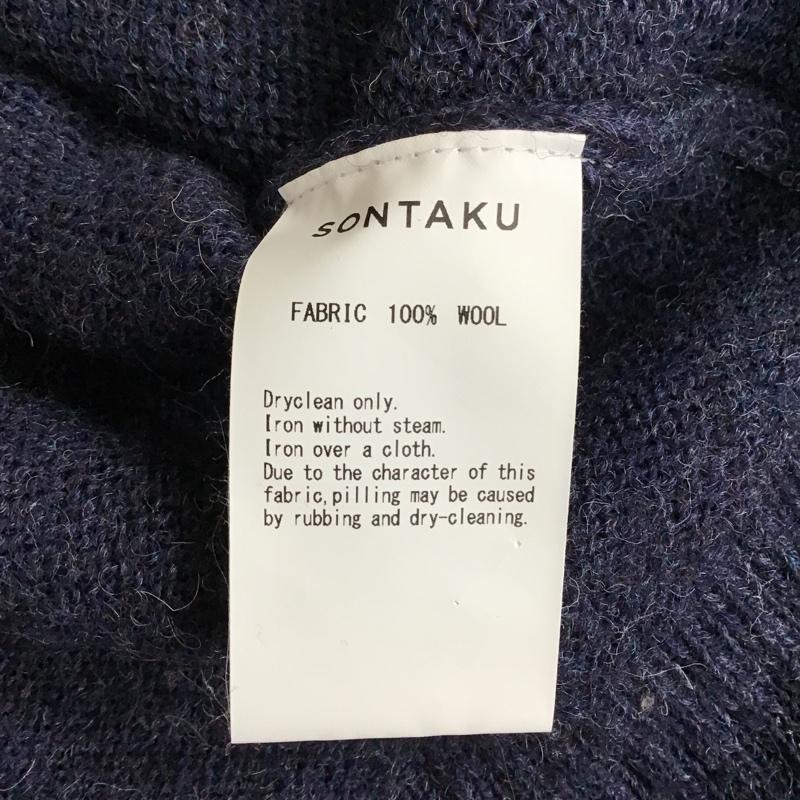 SONTAKU
FABRIC 100% WOOL
Dryclean only.
Iron without steam.
Iron over a cloth.
Due to the character of this
fabric,pilling may be caused
by rubbing and dry-cleaning.